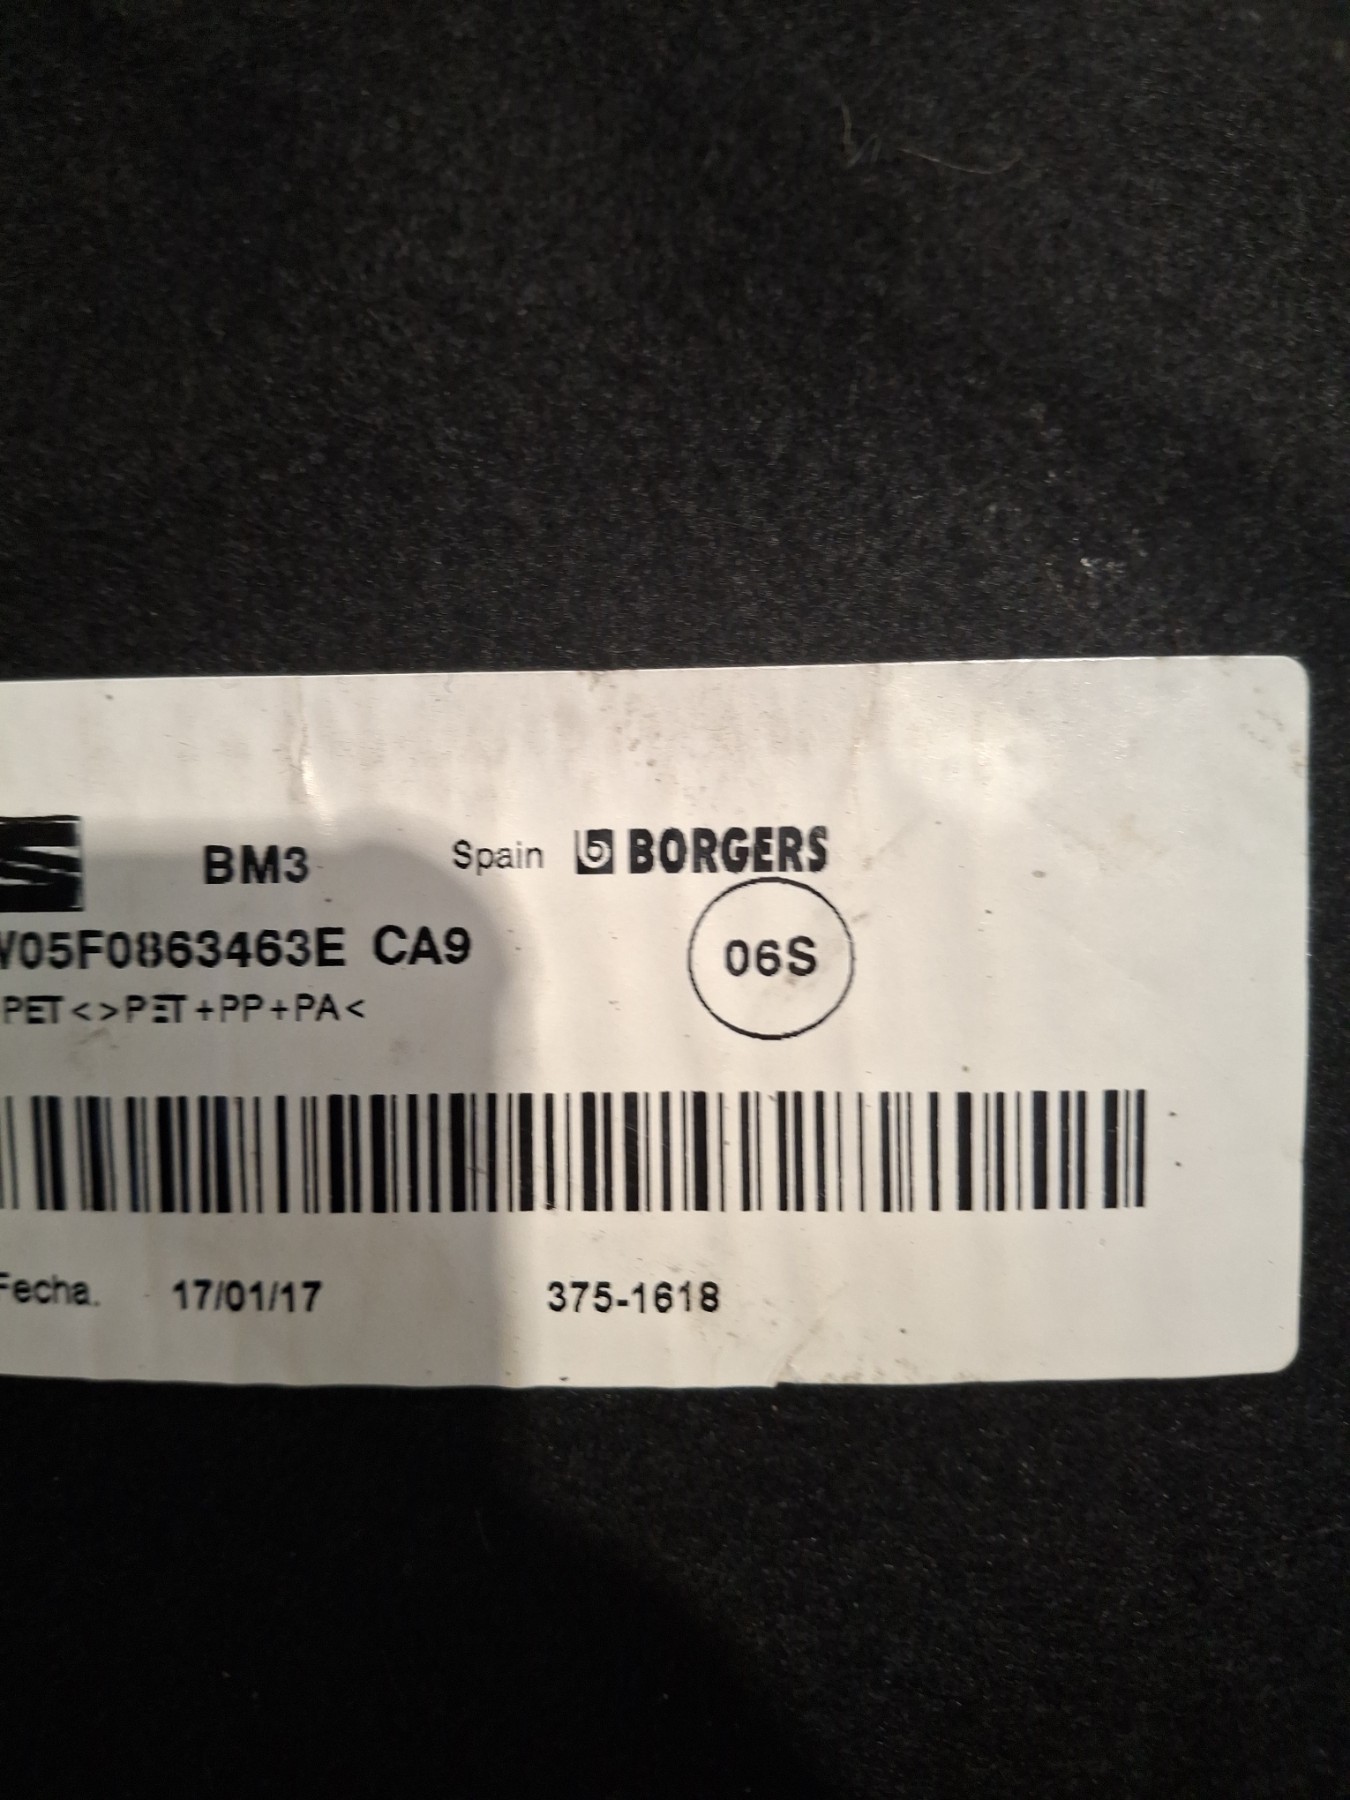 BM3 Spain BORGERS
V05F0863463E CA9
06S
PET<>PET+PP+PA<
Fecha. 17/01/17 375-1618